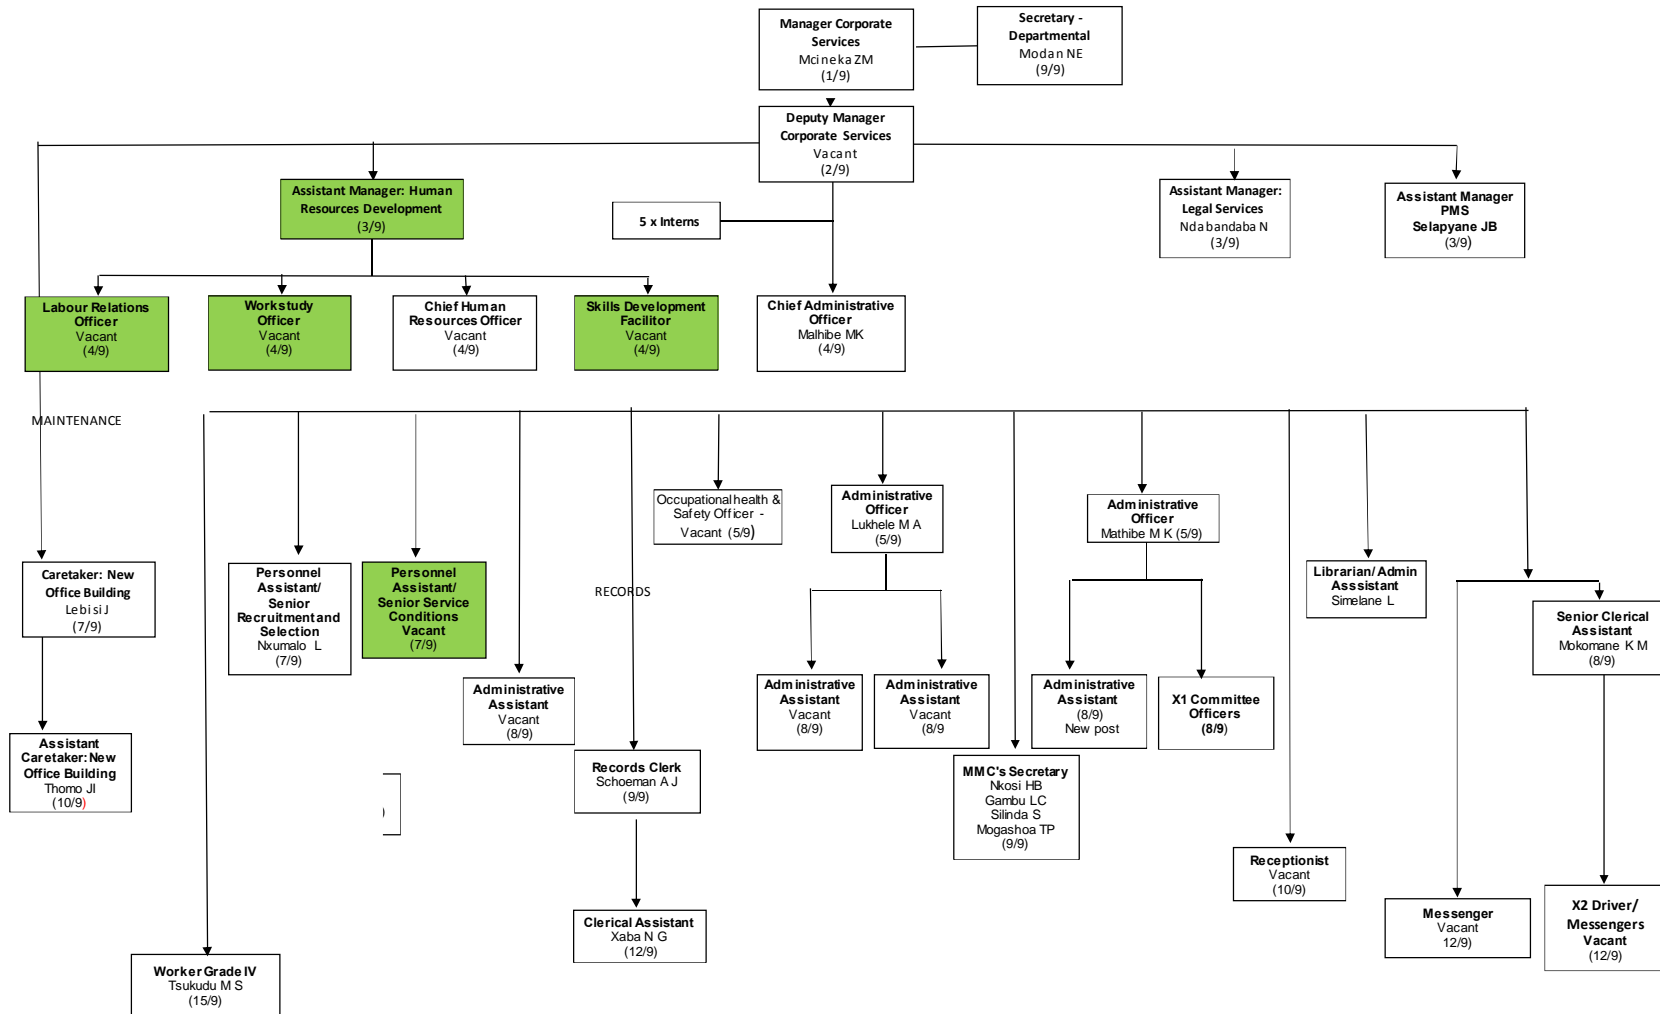 Manager Corporate
Services
Mcineka ZM
(1/9)
Secretary -
Departmental
Modan NE
(9/9)
Deputy Manager
Corporate Services
Vacant
(2/9)
Assistant Manager: Human
Resources Development
(3/9)
5 x Interns
Assistant Manager:
Legal Services
Ndabandaba N
(3/9)
Assistant Manager
PMS
Selapyane JB
(3/9)
Labour Relations
Officer
Vacant
(4/9)
Workstudy
Officer
Vacant
(4/9)
Chief Human
Resources Officer
Vacant
(4/9)
Skills Development
Facilitor
Vacant
(4/9)
Chief Administrative
Officer
Malhibe MK
(4/9)
MAINTENANCE
Occupational health &
Safety Officer -
Vacant (5/9)
Administrative
Officer
Lukhele M A
(5/9)
Administrative
Officer
Mathibe M K (5/9)
Caretaker: New
Office Building
Lebisi J
(7/9)
Personnel
Assistant/
Senior
Recruitment and
Selection
Nxumalo L
(7/9)
Personnel
Assistant/
Senior Service
Conditions
Vacant
(7/9)
RECORDS
Librarian/ Admin
Asssistant
Simelane L
Senior Clerical
Assistant
Mokomane K M
(8/9)
Administrative
Assistant
Vacant
(8/9)
Administrative
Assistant
Vacant
(8/9)
Administrative
Assistant
Vacant
(8/9
Administrative
Assistant
(8/9)
New post
X1 Committee
Officers
(8/9)
Assistant
Caretaker: New
Office Building
Thomo JI
(10/9)
Records Clerk
Schoeman A J
(9/9)
MMC's Secretary
Nkosi HB
Gambu LC
Silinda S
Mogashoa TP
(9/9)
)
Receptionist
Vacant
(10/9)
Clerical Assistant
Xaba N G
(12/9)
Messenger
Vacant
12/9)
X2 Driver/
Messengers
Vacant
(12/9)
Worker Grade IV
Tsukudu M S
(15/9)